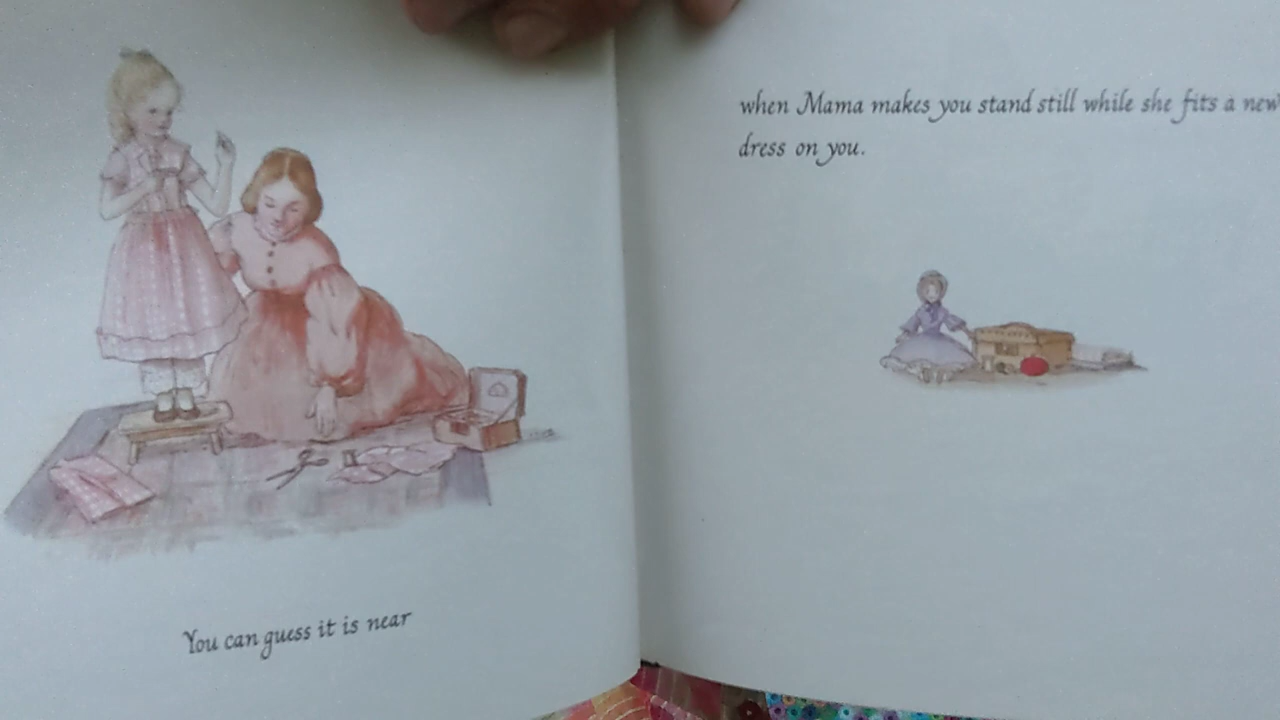 You can guess it is near
when Mama makes you stand still while she fits a new
dress on you.